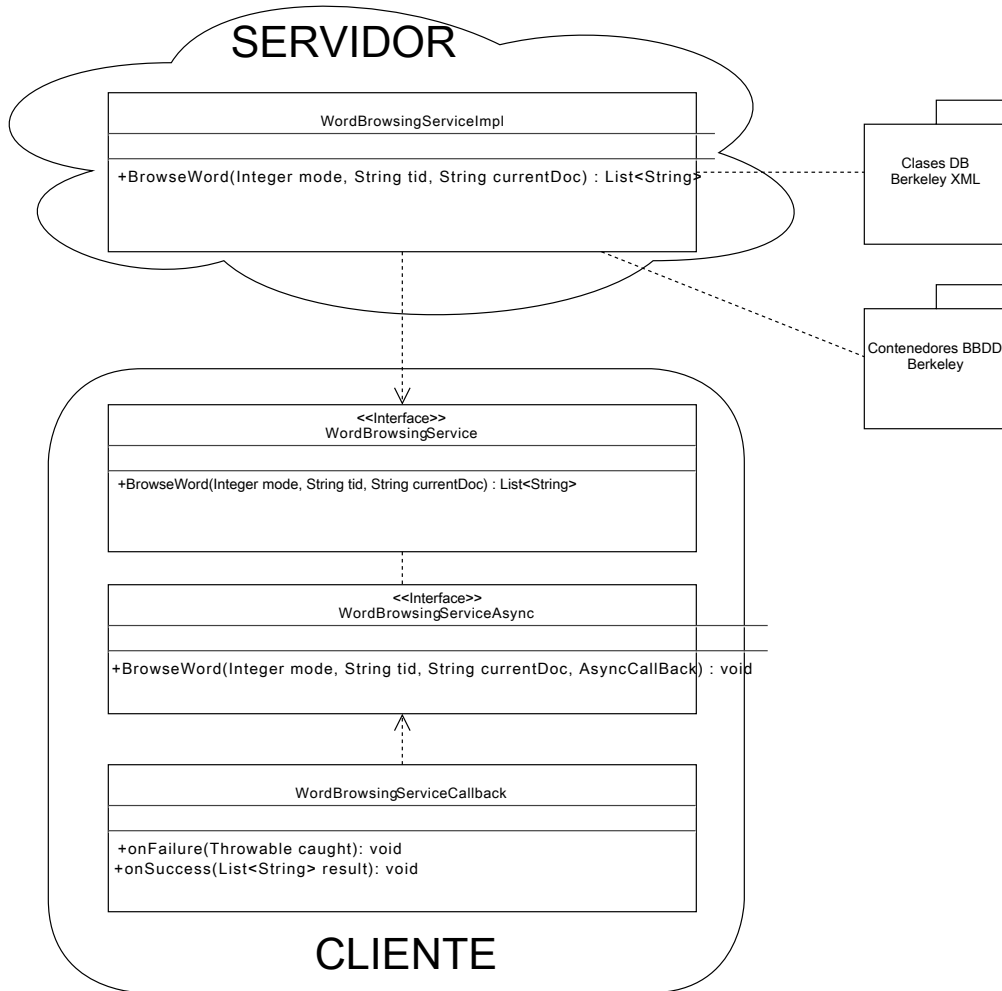 SERVIDOR
WordBrowsingServiceImpl
+BrowseWord(Integer mode, String tid, String currentDoc) : List<String>
Clases DB
Berkeley XML
Contenedores BBDD
Berkeley
<<Interface>>
WordBrowsingService
+BrowseWord(Integer mode, String tid, String currentDoc) : List<String>
<<Interface>>
WordBrowsingServiceAsync
+BrowseWord(Integer mode, String tid, String currentDoc, AsyncCallBack) : void
WordBrowsingServiceCallback
+onFailure(Throwable caught): void
+onSuccess(List<String> result): void
CLIENTE